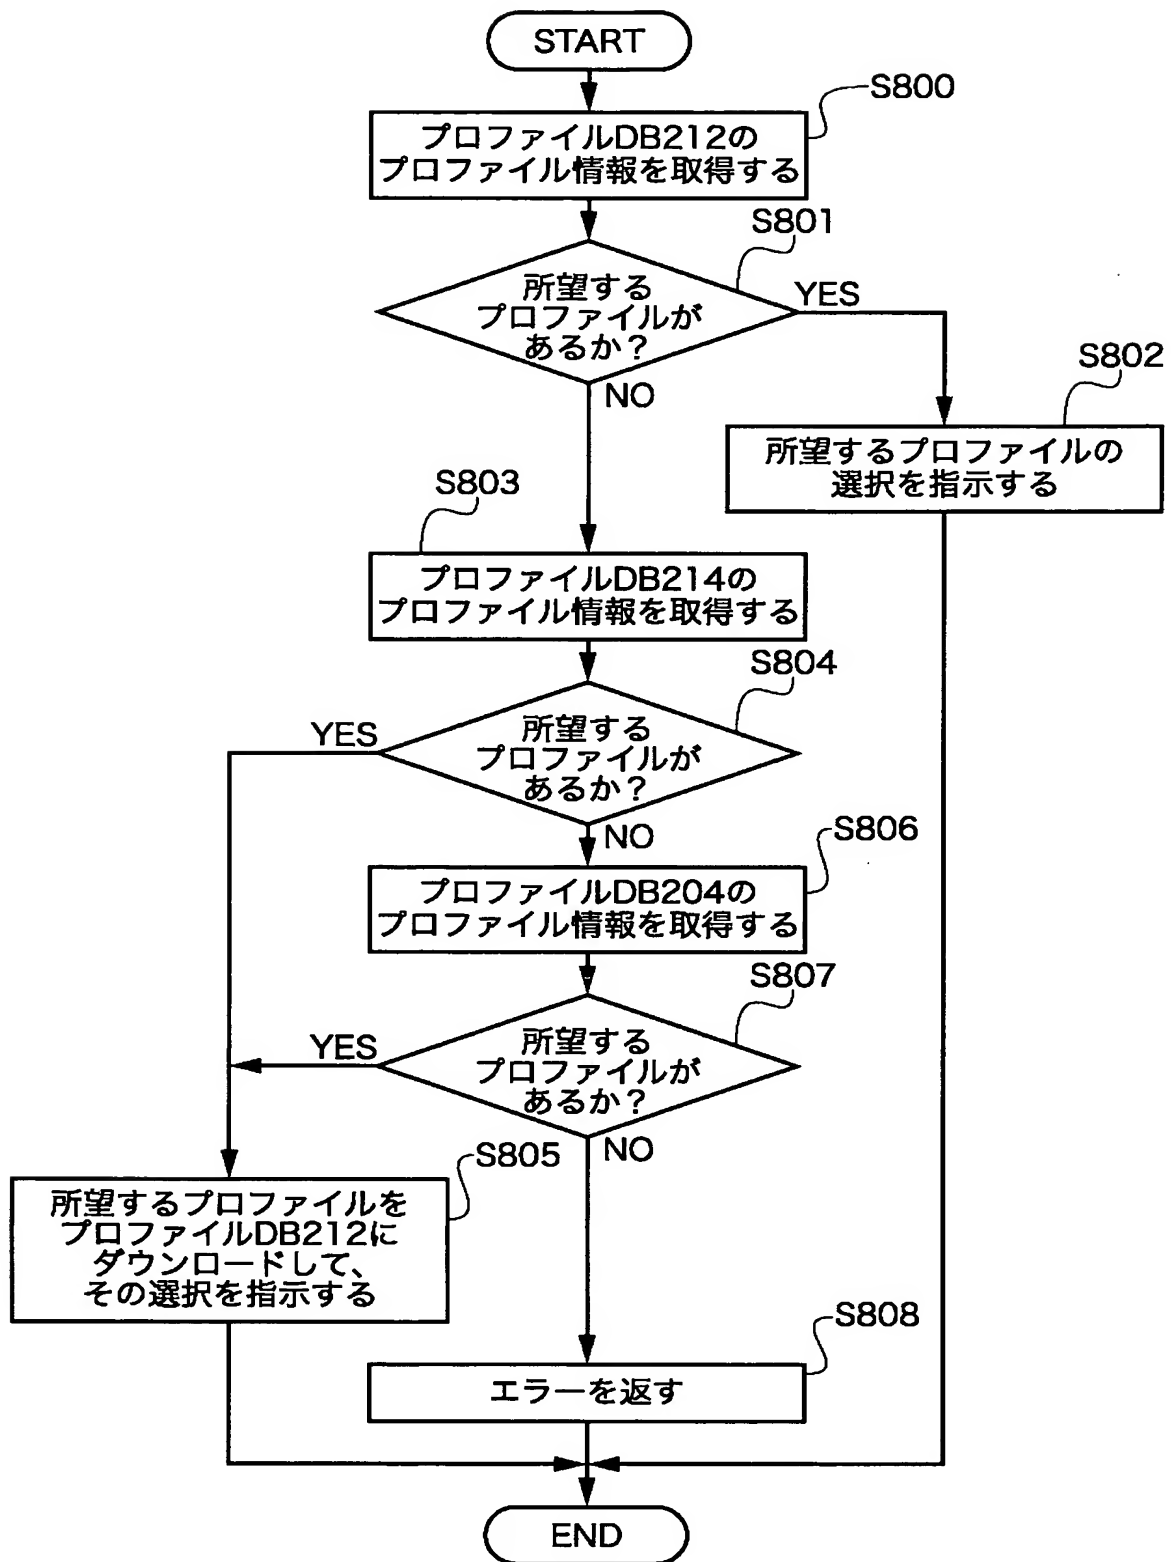 START
S800
プロファイルDB212の
プロファイル情報を取得する
S801
所望する
プロファイルが
あるか？
YES
NO
S802
所望するプロファイルの
選択を指示する
S803
プロファイルDB214の
プロファイル情報を取得する
S804
所望する
プロファイルが
あるか？
YES
NO
S806
プロファイルDB204の
プロファイル情報を取得する
S807
所望する
プロファイルが
あるか？
YES
NO
S805
所望するプロファイルを
プロファイルDB212に
ダウンロードして、
その選択を指示する
S808
エラーを返す
END